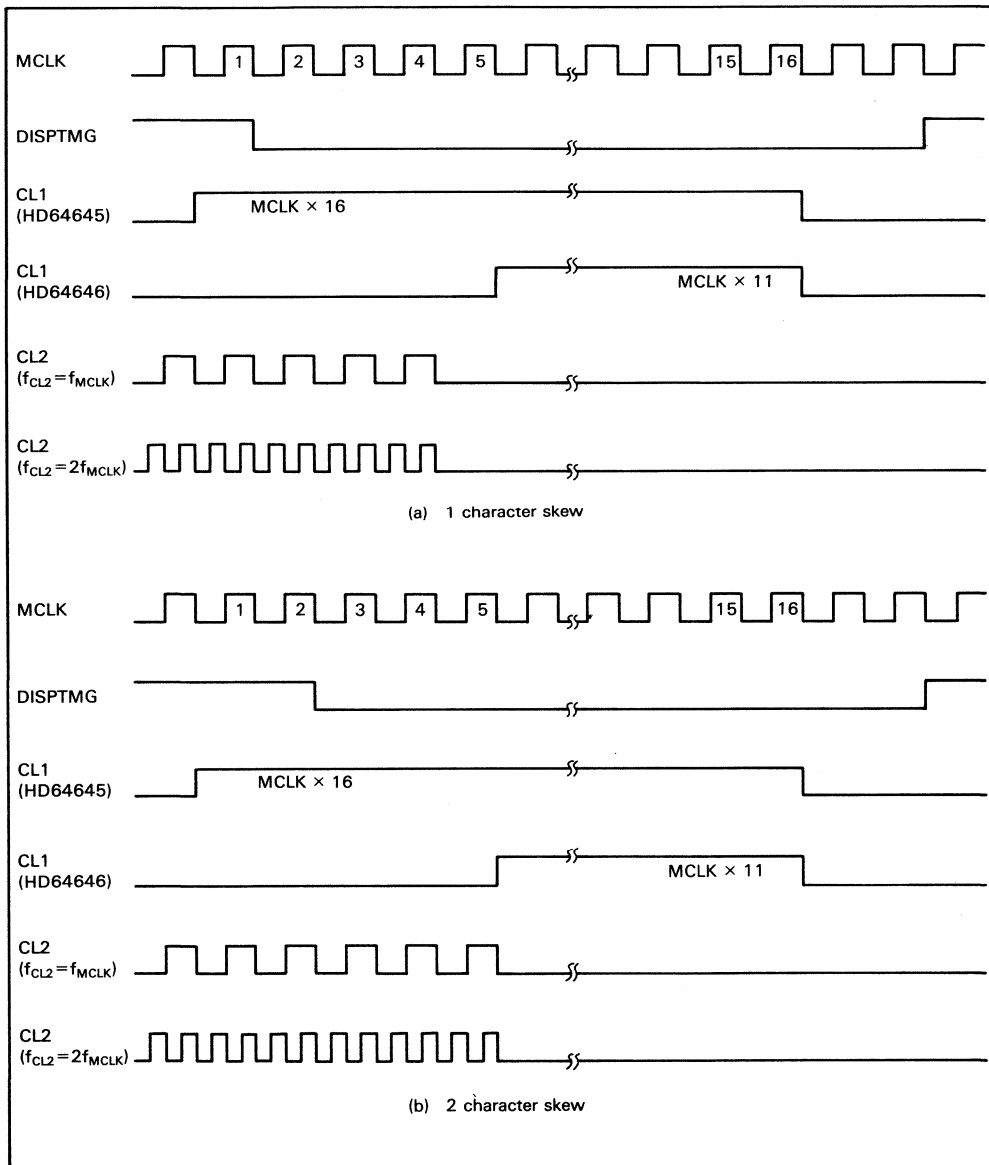 MCLK 1 2 3 4 5 15 16
DISPTMG
CL1
(HD64645)
MCLK × 16
CL1
(HD64646)
MCLK × 11
CL2
(fCL2=fMCLK)
CL2
(fCL2=2fMCLK)
(a) 1 character skew
MCLK 1 2 3 4 5 15 16
DISPTMG
CL1
(HD64645)
MCLK × 16
CL1
(HD64646)
MCLK × 11
CL2
(fCL2=fMCLK)
CL2
(fCL2=2fMCLK)
(b) 2 character skew